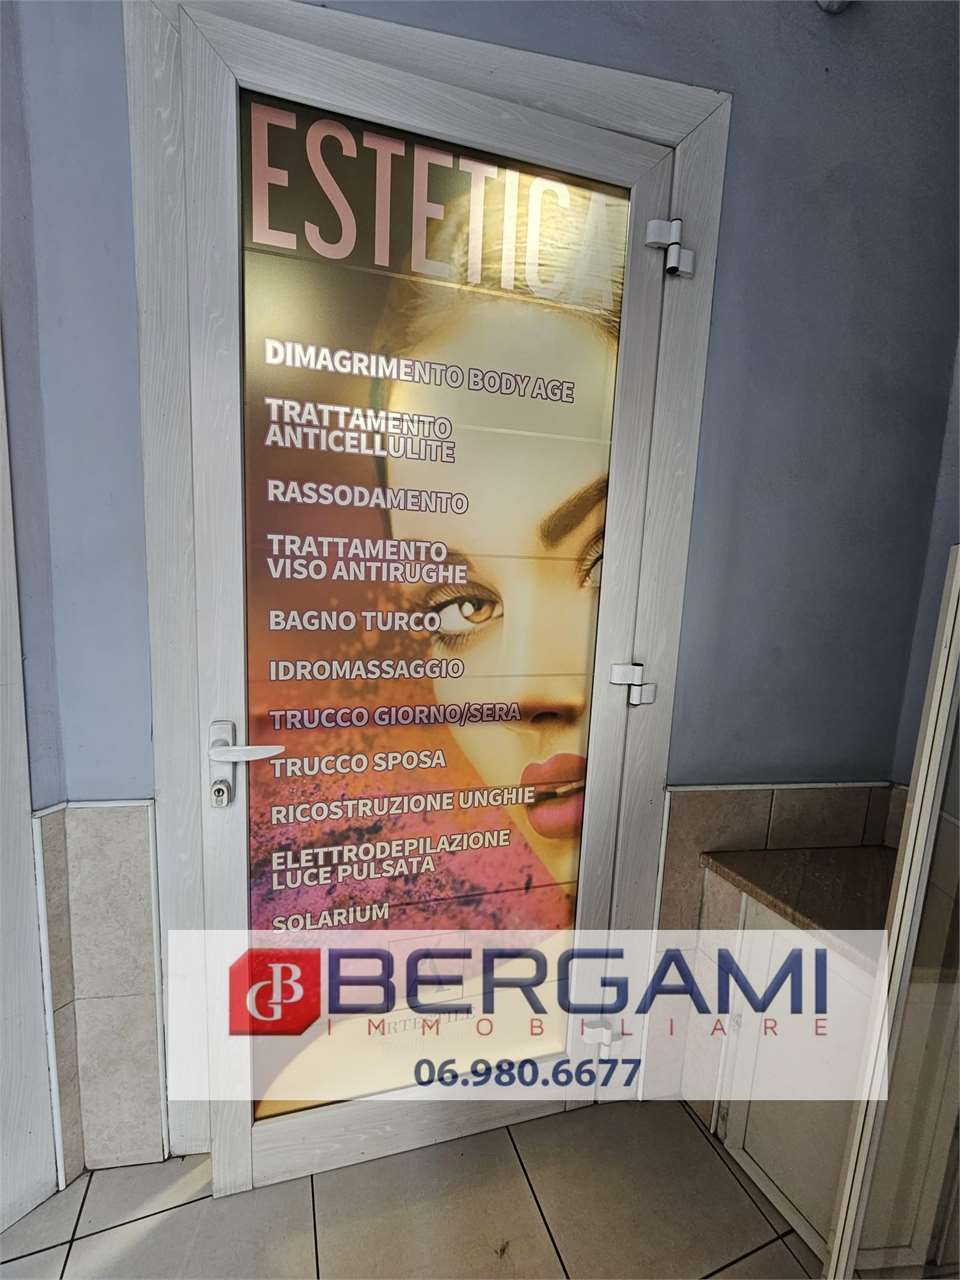 ESTETICA
DIMAGRIMENTO BODY AGE
TRATTAMENTO
ANTICELLULITE
RASSODAMENTO
TRATTAMENTO
VISO ANTIRUGHE
BAGNO TURCO
IDROMASSAGGIO
TRUCCO GIORNO/SERA
TRUCCO SPOSA
RICOSTRUZIONE UNGHIE
ELETTRODEPILAZIONE
LUCE PULSATA
SOLARIUM
GB BERGAMI
IMMOBILIARE
06.980.6677